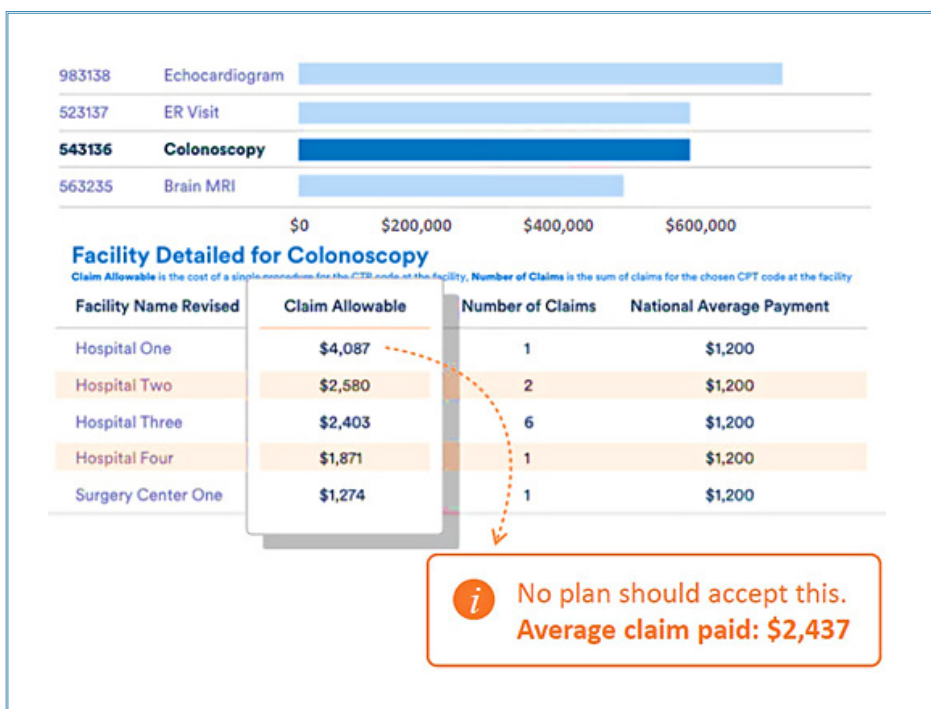 983138 Echocardiogram
523137 ER Visit
543136 Colonoscopy
563235 Brain MRI
$0 $200,000 $400,000 $600,000
Facility Detailed for Colonoscopy
Claim Allowable is the cost of a single procedure for the CTP code at the facility, Number of Claims is the sum of claims for the chosen CPT code at the facility
Facility Name Revised Claim Allowable Number of Claims National Average Payment
Hospital One $4,087 1 $1,200
Hospital Two $2,580 2 $1,200
Hospital Three $2,403 6 $1,200
Hospital Four $1,871 1 $1,200
Surgery Center One $1,274 1 $1,200
i No plan should accept this.
Average claim paid: $2,437